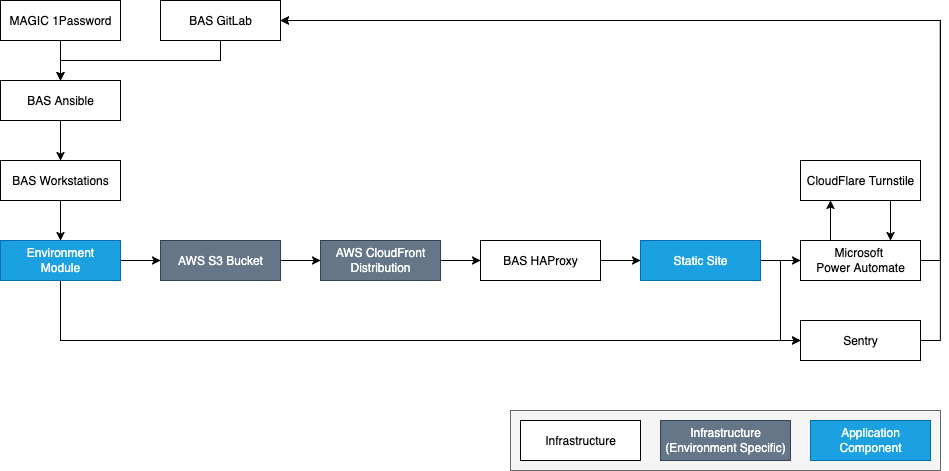 MAGIC 1Password
BAS GitLab
BAS Ansible
BAS Workstations
CloudFlare Turnstile
Environment
Module
AWS S3 Bucket
AWS CloudFront
Distribution
BAS HAProxy
Static Site
Microsoft
Power Automate
Sentry
Infrastructure
Infrastructure
(Environment Specific)
Application
Component